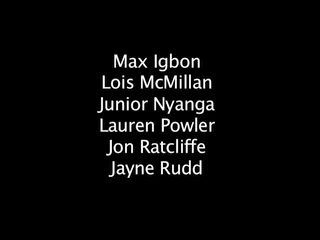 Max Igbon
Lois McMillan
Junior Nyanga
Lauren Powler
Jon Ratcliffe
Jayne Rudd